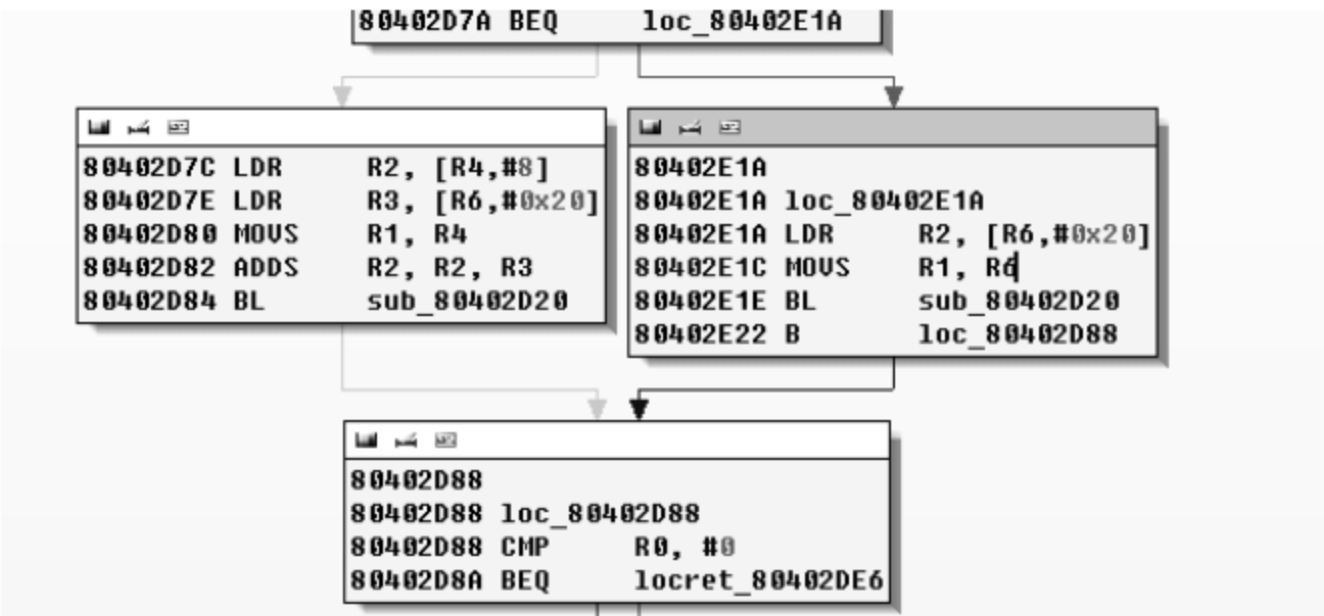 80402D7A BEQ loc_80402E1A
80402D7C LDR R2, [R4,#8]
80402D7E LDR R3, [R6,#0x20]
80402D80 MOVS R1, R4
80402D82 ADDS R2, R2, R3
80402D84 BL sub_80402D20
80402E1A
80402E1A loc_80402E1A
80402E1A LDR R2, [R6,#0x20]
80402E1C MOVS R1, R6
80402E1E BL sub_80402D20
80402E22 B loc_80402D88
80402D88
80402D88 loc_80402D88
80402D88 CMP R0, #0
80402D8A BEQ locret_80402DE6